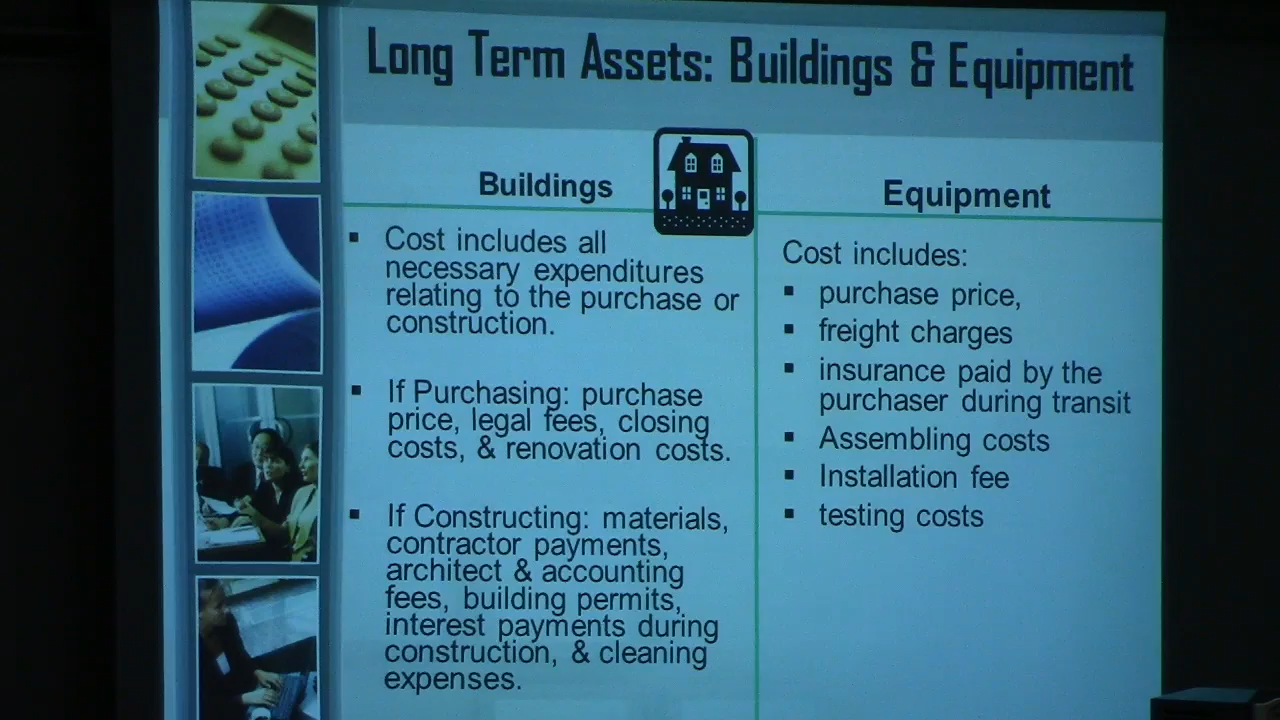 Long Term Assets: Buildings & Equipment
Buildings
▪ Cost includes all
necessary expenditures
relating to the purchase or
construction.
▪ If Purchasing: purchase
price, legal fees, closing
costs, & renovation costs.
▪ If Constructing: materials,
contractor payments,
architect & accounting
fees, building permits,
interest payments during
construction, & cleaning
expenses.
Equipment
Cost includes:
▪ purchase price,
▪ freight charges
▪ insurance paid by the
purchaser during transit
▪ Assembling costs
▪ Installation fee
▪ testing costs